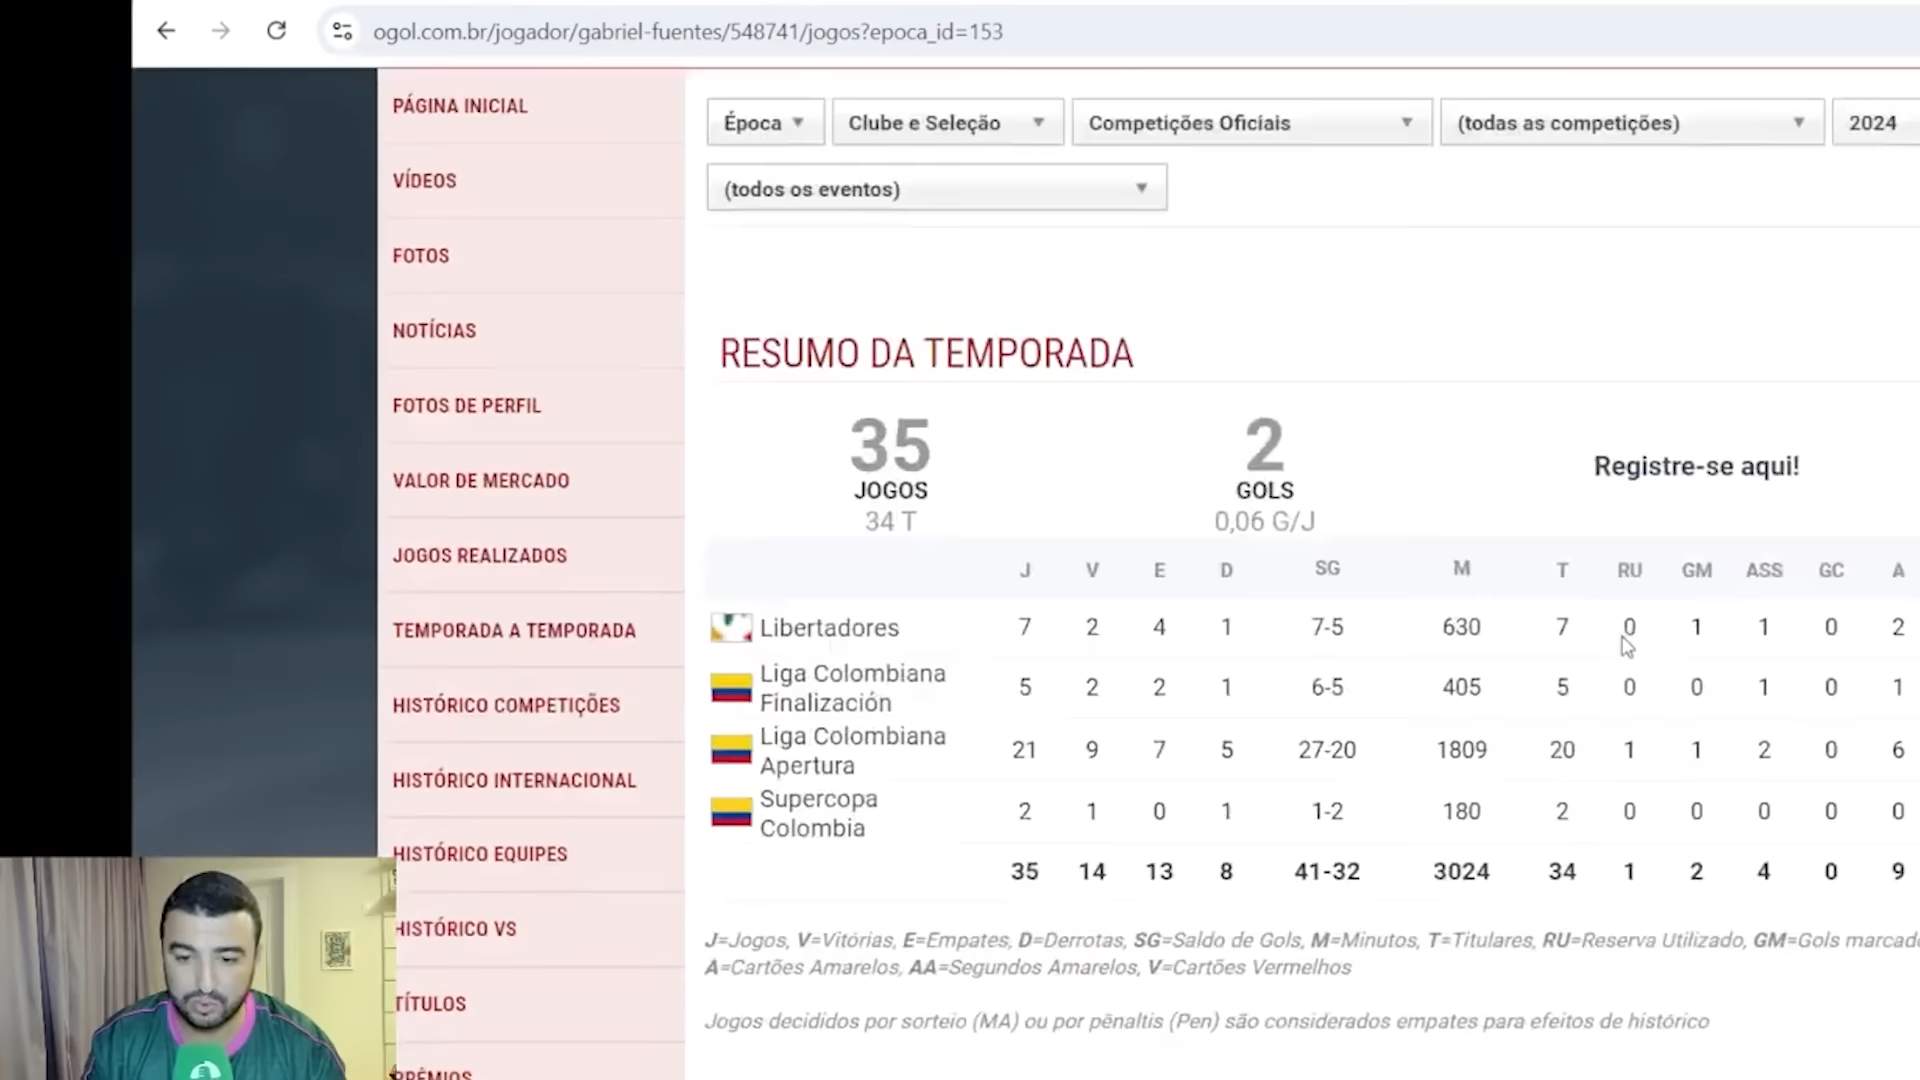 ogol.com.br/jogador/gabriel-fuentes/548741/jogos?epoca_id=153
PÁGINA INICIAL
VÍDEOS
FOTOS
NOTÍCIAS
FOTOS DE PERFIL
VALOR DE MERCADO
JOGOS REALIZADOS
TEMPORADA A TEMPORADA
HISTÓRICO COMPETIÇÕES
HISTÓRICO INTERNACIONAL
HISTÓRICO EQUIPES
HISTÓRICO VS
TÍTULOS
PRÊMIOS
Época Clube e Seleção Competições Oficiais (todas as competições) 2024
(todos os eventos)
RESUMO DA TEMPORADA
35 2
JOGOS GOLS Registre-se aqui!
34 T 0,06 G/J
J V E D SG M T RU GM ASS GC A
Libertadores 7 2 4 1 7-5 630 7 0 1 1 0 2
Liga Colombiana
Finalización 5 2 2 1 6-5 405 5 0 0 1 0 1
Liga Colombiana
Apertura 21 9 7 5 27-20 1809 20 1 1 2 0 6
Supercopa
Colombia 2 1 0 1 1-2 180 2 0 0 0 0 0
35 14 13 8 41-32 3024 34 1 2 4 0 9
J=Jogos, V=Vitórias, E=Empates, D=Derrotas, SG=Saldo de Gols, M=Minutos, T=Titulares, RU=Reserva Utilizado, GM=Gols marcado
A=Cartões Amarelos, AA=Segundos Amarelos, V=Cartões Vermelhos
Jogos decididos por sorteio (MA) ou por pênaltis (Pen) são considerados empates para efeitos de histórico